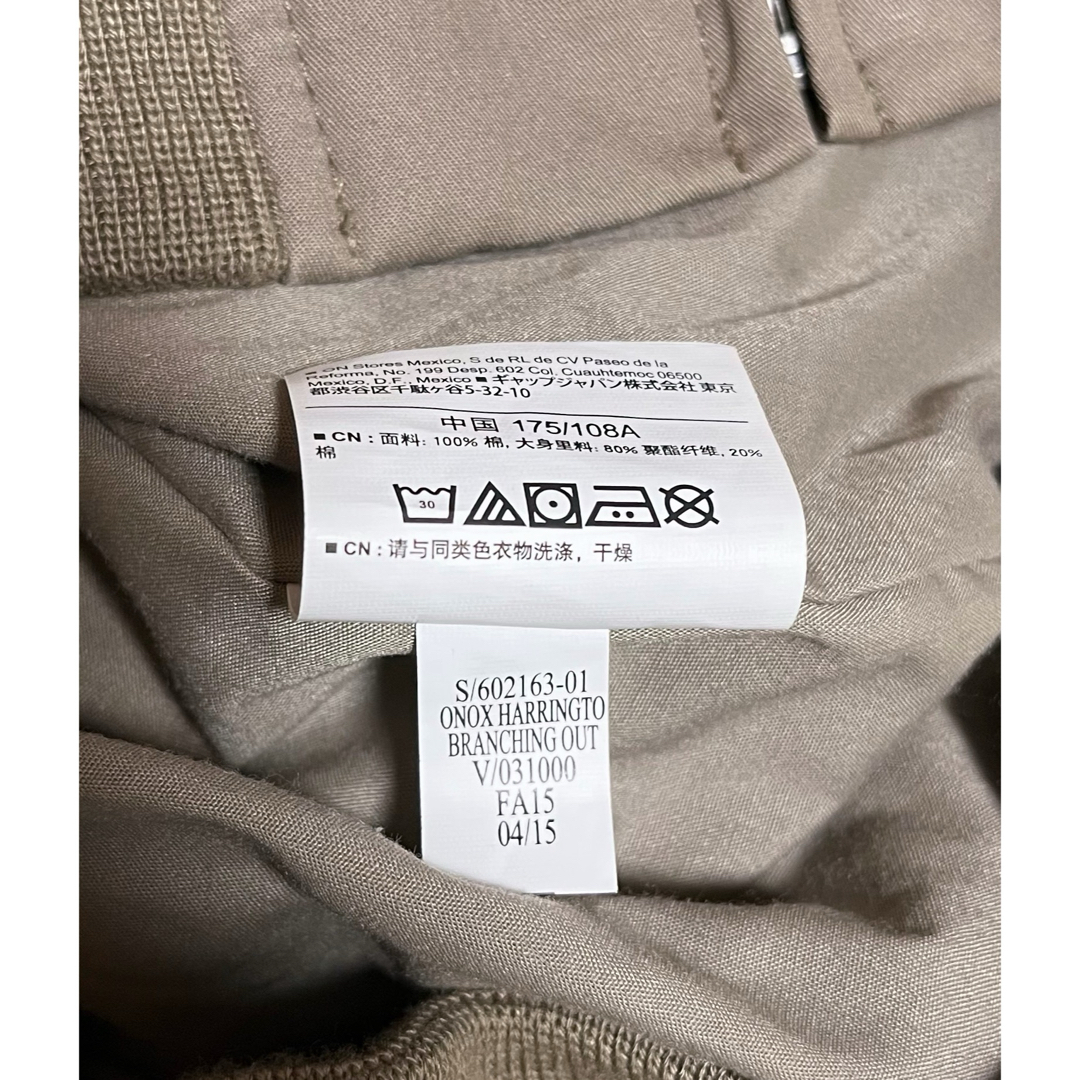 ■ ON Stores Mexico, S de RL de CV Paseo de la
Reforma, No. 199 Desp. 602 Col, Cuauhtemoc 06500
Mexico, D.F., Mexico ■ ギャップジャパン株式会社 東京
都渋谷区千駄ヶ谷5-32-10
中国 175/108A
■ CN : 面料: 100% 棉, 大身里料: 80% 聚酯纤维, 20%
棉
30
■ CN : 请与同类色衣物洗涤, 干燥
S/602163-01
ONOX HARRINGTO
BRANCHING OUT
V/031000
FA15
04/15